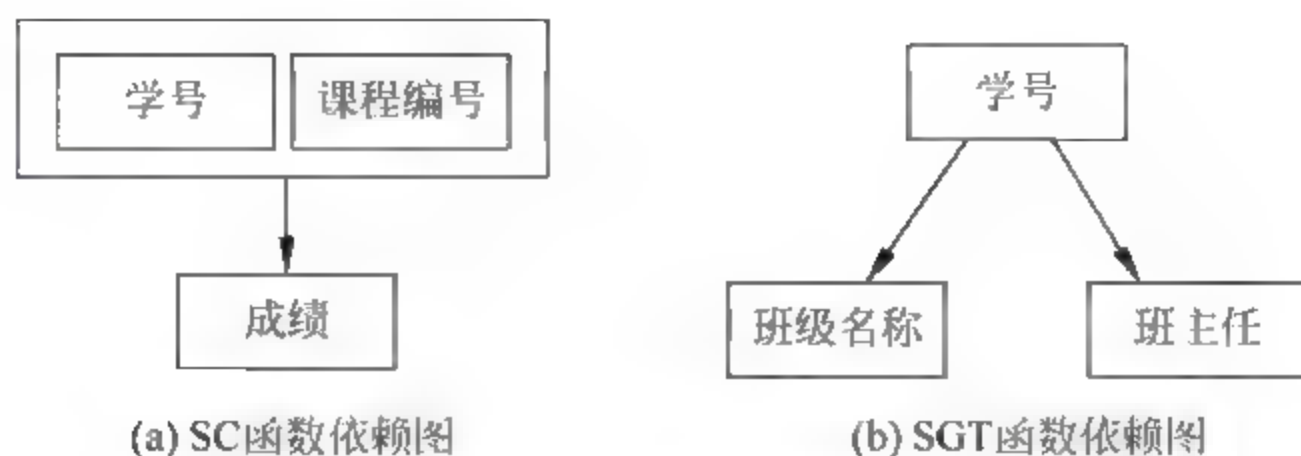 学号
课程编号
成绩
(a) SC函数依赖图
学号
班级名称
班主任
(b) SGT函数依赖图